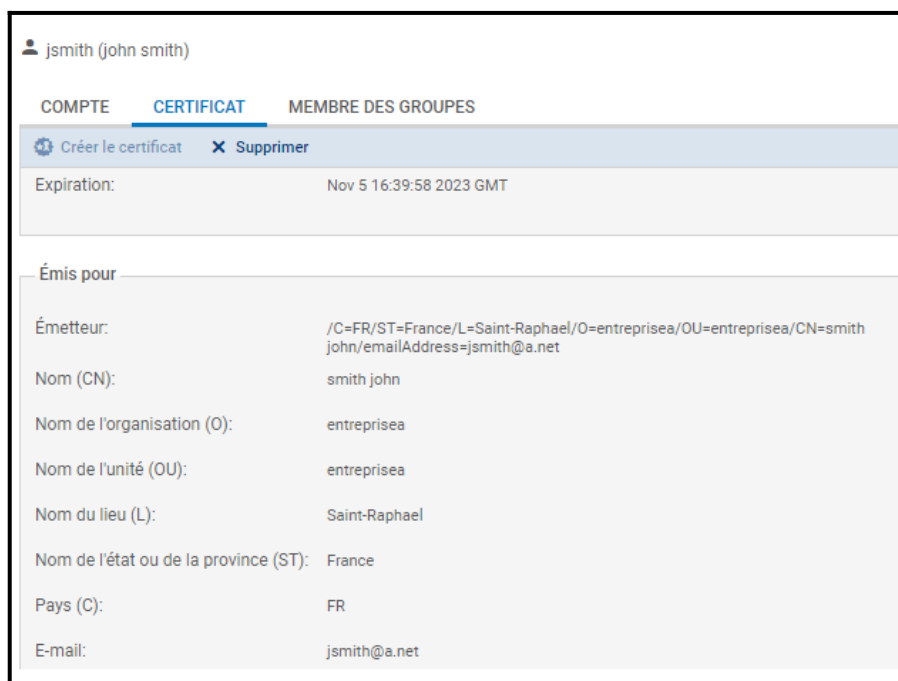 jsmith (john smith)
COMPTE CERTIFICAT MEMBRE DES GROUPES
Créer le certificat Supprimer
Expiration: Nov 5 16:39:58 2023 GMT
Émis pour
Émetteur: /C=FR/ST=France/L=Saint-Raphael/O=entreprisea/OU=entreprisea/CN=smith
john/emailAddress=jsmith@a.net
Nom (CN): smith john
Nom de l'organisation (O): entreprisea
Nom de l'unité (OU): entreprisea
Nom du lieu (L): Saint-Raphael
Nom de l'état ou de la province (ST): France
Pays (C): FR
E-mail: jsmith@a.net